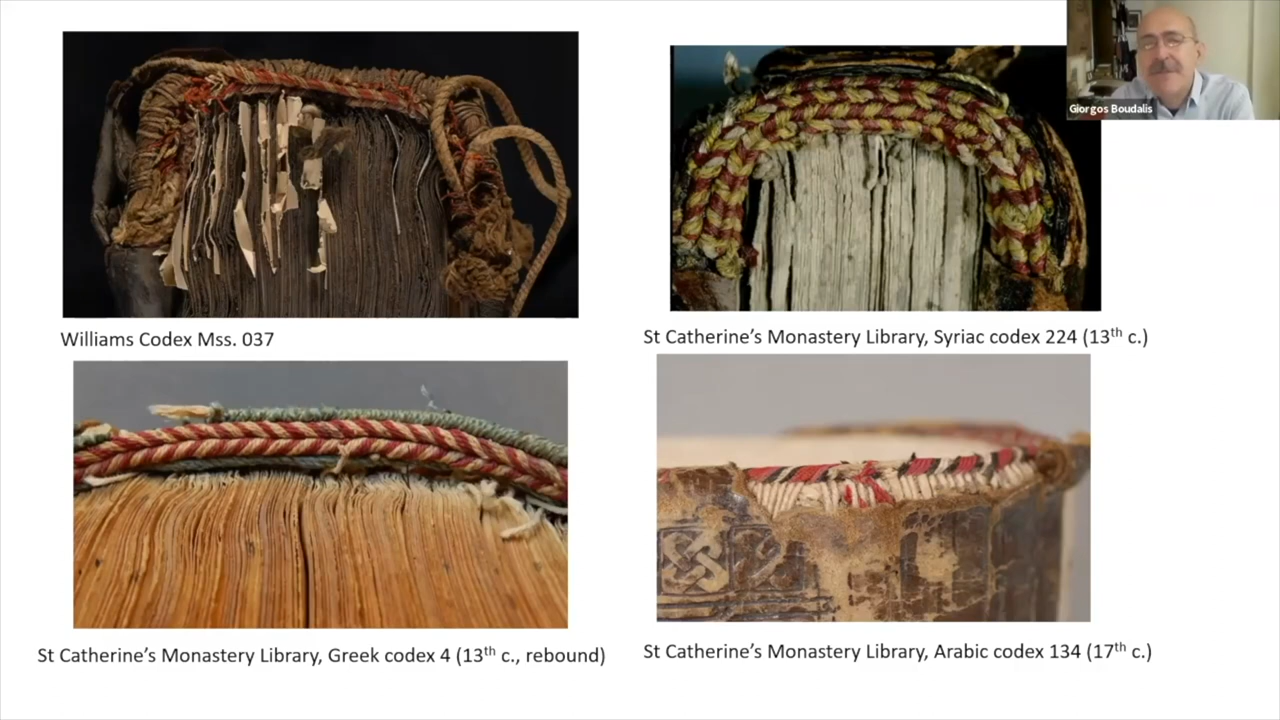 Giorgos Boudalis
Williams Codex Mss. 037
St Catherine’s Monastery Library, Syriac codex 224 (13th c.)
St Catherine’s Monastery Library, Greek codex 4 (13th c., rebound)
St Catherine’s Monastery Library, Arabic codex 134 (17th c.)